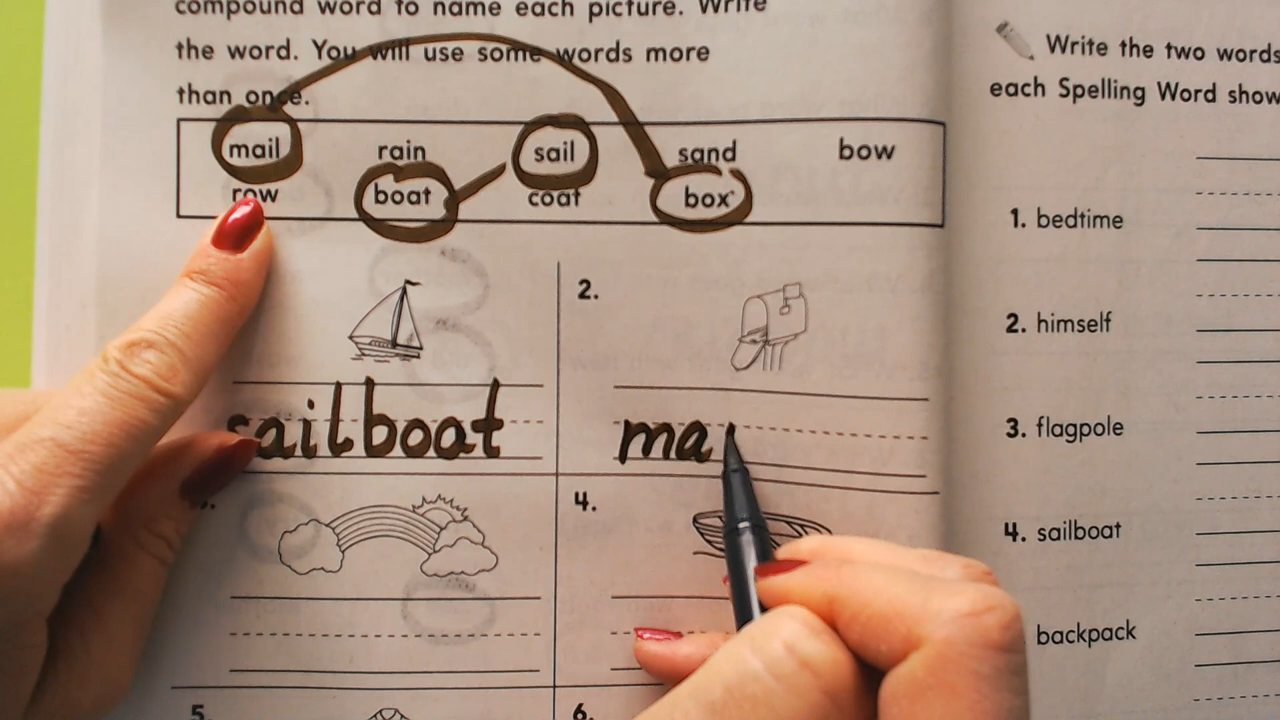 compound word to name each picture. Write
the word. You will use some words more
than once.
mail rain sail sand bow
row boat coat box
2.
sailboat
ma
4.
5.
6.
Write the two words
each Spelling Word show
1. bedtime
2. himself
3. flagpole
4. sailboat
backpack